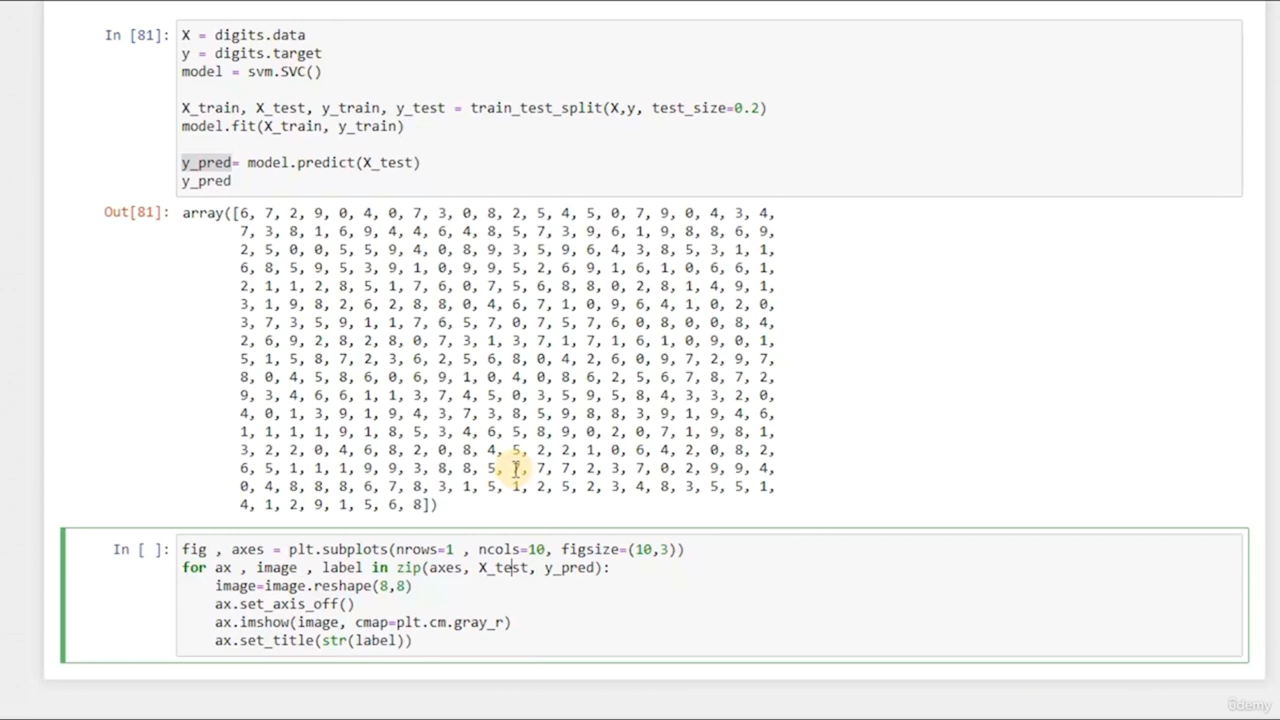 In [81]: X = digits.data
y = digits.target
model = svm.SVC()
X_train, X_test, y_train, y_test = train_test_split(X,y, test_size=0.2)
model.fit(X_train, y_train)
y_pred= model.predict(X_test)
y_pred
Out[81]: array([6, 7, 2, 9, 0, 4, 0, 7, 3, 0, 8, 2, 5, 4, 5, 0, 7, 9, 0, 4, 3, 4,
7, 3, 8, 1, 6, 9, 4, 4, 6, 4, 8, 5, 7, 3, 9, 6, 1, 9, 8, 8, 6, 9,
2, 5, 0, 0, 5, 5, 9, 4, 0, 8, 9, 3, 5, 9, 6, 4, 3, 8, 5, 3, 1, 1,
6, 8, 5, 9, 5, 3, 9, 1, 0, 9, 9, 5, 2, 6, 9, 1, 6, 1, 0, 6, 6, 1,
2, 1, 1, 2, 8, 5, 1, 7, 6, 0, 7, 5, 6, 8, 8, 0, 2, 8, 1, 4, 9, 1,
3, 1, 9, 8, 2, 6, 2, 8, 8, 0, 4, 6, 7, 1, 0, 9, 6, 4, 1, 0, 2, 0,
3, 7, 3, 5, 9, 1, 1, 7, 6, 5, 7, 0, 7, 5, 7, 6, 0, 8, 0, 0, 8, 4,
2, 6, 9, 2, 8, 2, 8, 0, 7, 3, 1, 3, 7, 1, 7, 1, 6, 1, 0, 9, 0, 1,
5, 1, 5, 8, 7, 2, 3, 6, 2, 5, 6, 8, 0, 4, 2, 6, 0, 9, 7, 2, 9, 7,
8, 0, 4, 5, 8, 6, 0, 6, 9, 1, 0, 4, 0, 8, 6, 2, 5, 6, 7, 8, 7, 2,
9, 3, 4, 6, 6, 1, 1, 3, 7, 4, 5, 0, 3, 5, 9, 5, 8, 4, 3, 3, 2, 0,
4, 0, 1, 3, 9, 1, 9, 4, 3, 7, 3, 8, 5, 9, 8, 8, 3, 9, 1, 9, 4, 6,
1, 1, 1, 1, 9, 1, 8, 5, 3, 4, 6, 5, 8, 9, 0, 2, 0, 7, 1, 9, 8, 1,
3, 2, 2, 0, 4, 6, 8, 2, 0, 8, 4, 5, 2, 2, 1, 0, 6, 4, 2, 0, 8, 2,
6, 5, 1, 1, 1, 9, 9, 3, 8, 8, 5, 7, 7, 2, 3, 7, 0, 2, 9, 9, 4,
0, 4, 8, 8, 8, 6, 7, 8, 3, 1, 5, 1, 2, 5, 2, 3, 4, 8, 3, 5, 5, 1,
4, 1, 2, 9, 1, 5, 6, 8])
In [ ]: fig , axes = plt.subplots(nrows=1 , ncols=10, figsize=(10,3))
for ax , image , label in zip(axes, X_test, y_pred):
image=image.reshape(8,8)
ax.set_axis_off()
ax.imshow(image, cmap=plt.cm.gray_r)
ax.set_title(str(label))
ûdemy